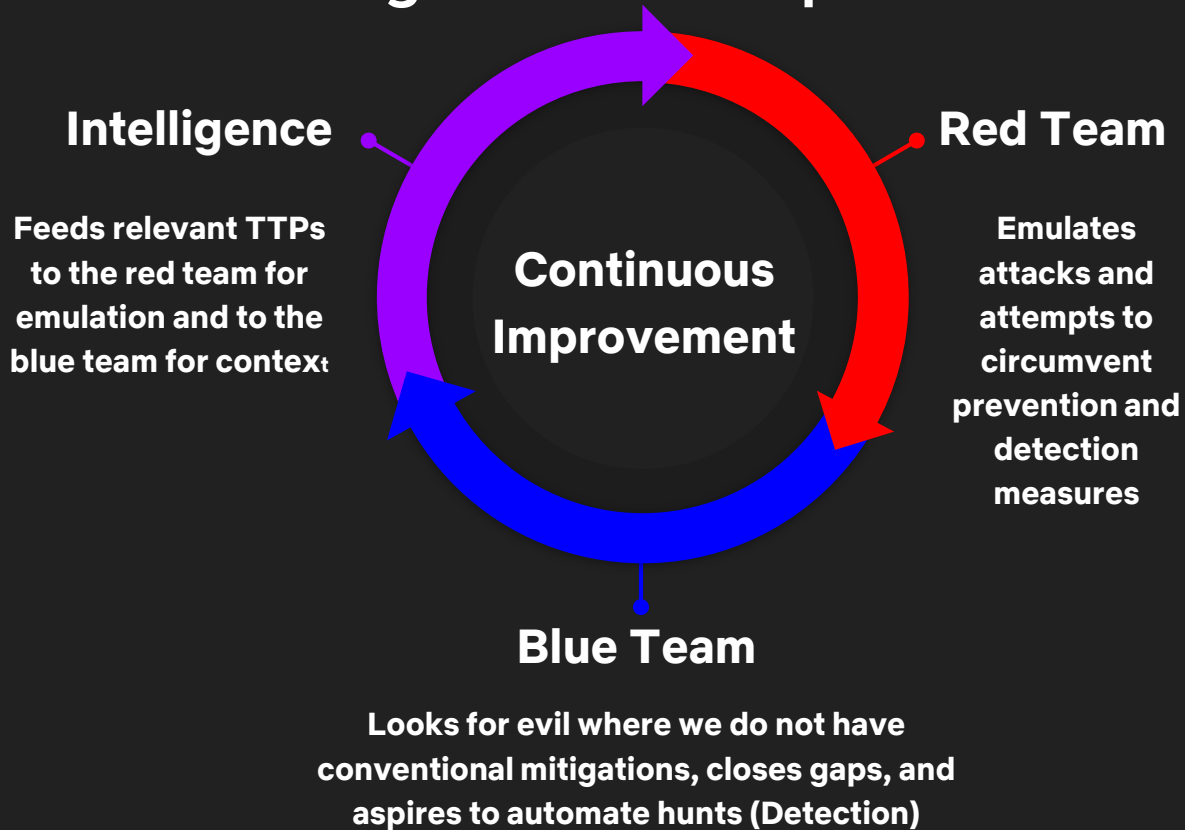 Intelligence
Feeds relevant TTPs
to the red team for
emulation and to the
blue team for context
Continuous
Improvement
Red Team
Emulates
attacks and
attempts to
circumvent
prevention and
detection
measures
Blue Team
Looks for evil where we do not have
conventional mitigations, closes gaps, and
aspires to automate hunts (Detection)